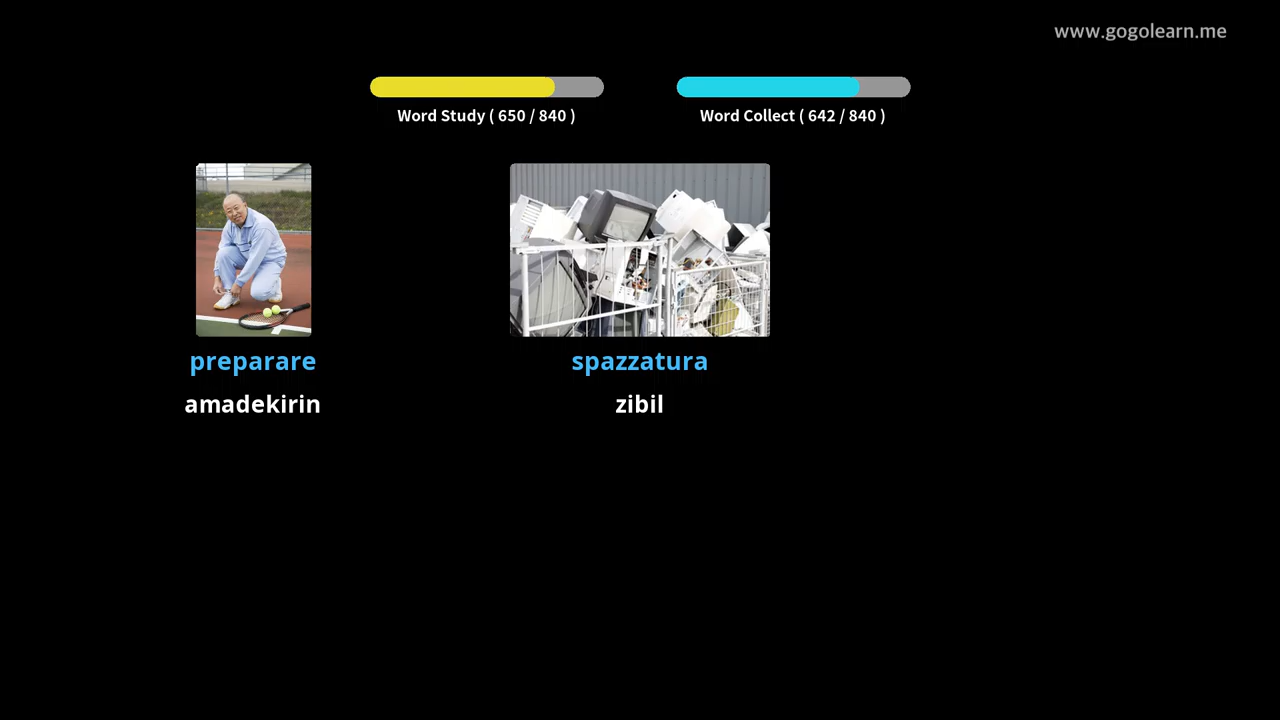 www.gogolearn.me
Word Study ( 650 / 840 )
Word Collect ( 642 / 840 )
preparare
amadekirin
spazzatura
zibil